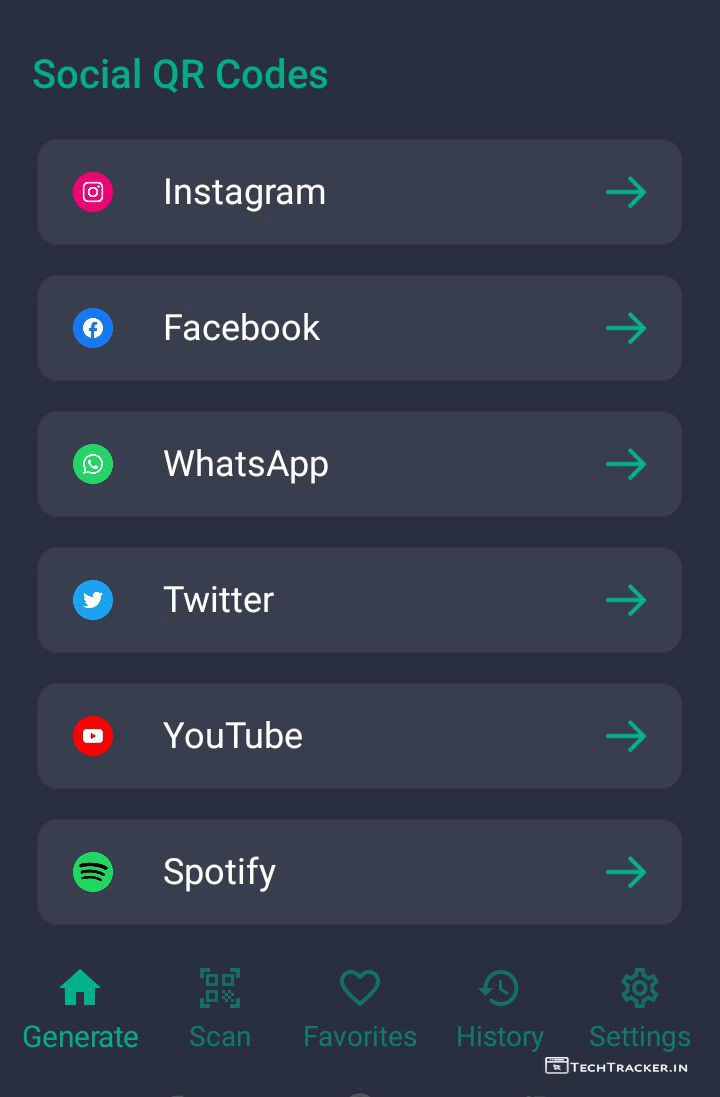 Social QR Codes
Instagram
Facebook
WhatsApp
Twitter
YouTube
Spotify
Generate Scan Favorites History Settings
TECHTRACKER.IN